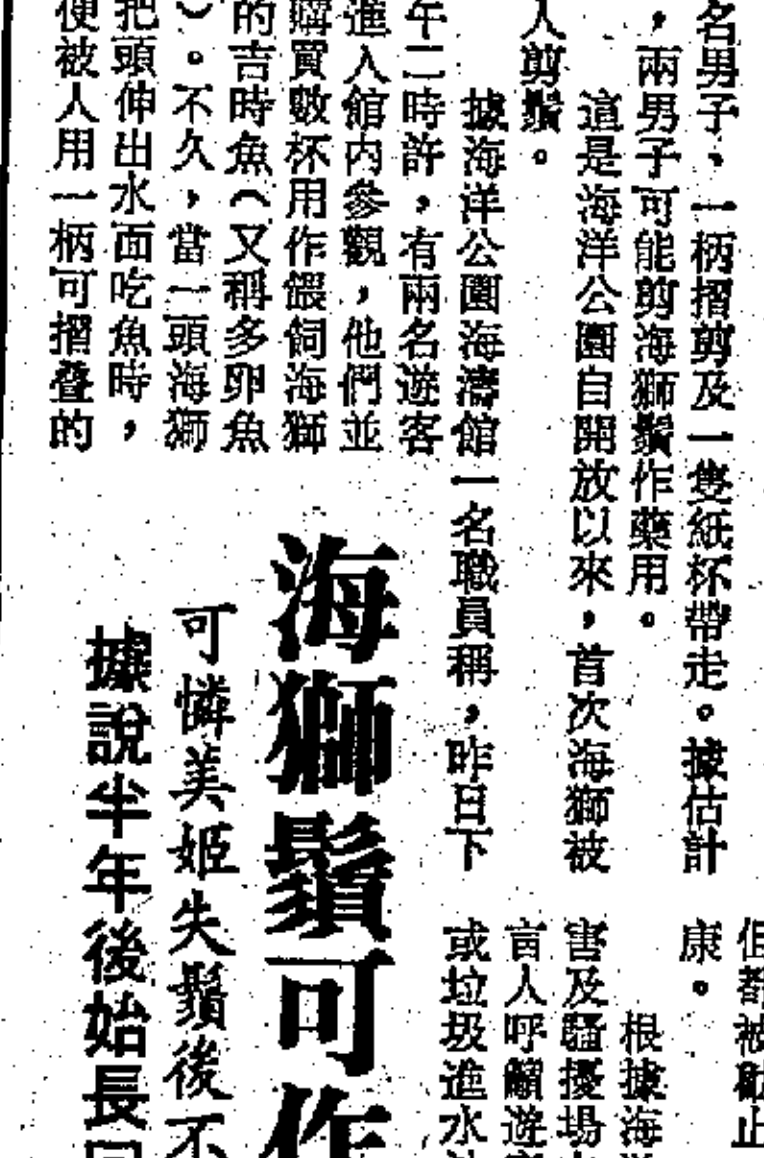 名男子、一柄摺剪及一隻紙杯帶走。據估計
，兩男子可能剪海獅鬚作藥用。
這是海洋公園自開放以來，首次海獅被
人剪鬚。
據海洋公園海濤館一名職員稱，昨日下
午二時許，有兩名遊客
進入館內參觀，他們並
購買數杯用作餵飼海獅
的吉時魚（又稱多卵魚
）。不久，當一頭海獅
把頭伸出水面吃魚時，
便被人用一柄可摺叠的
海獅鬚可作
可憐美姬失鬚後不
據說半年後始長
但都被勸止
康。
根據海
害及騷擾場
言人呼籲遊
或垃圾進水